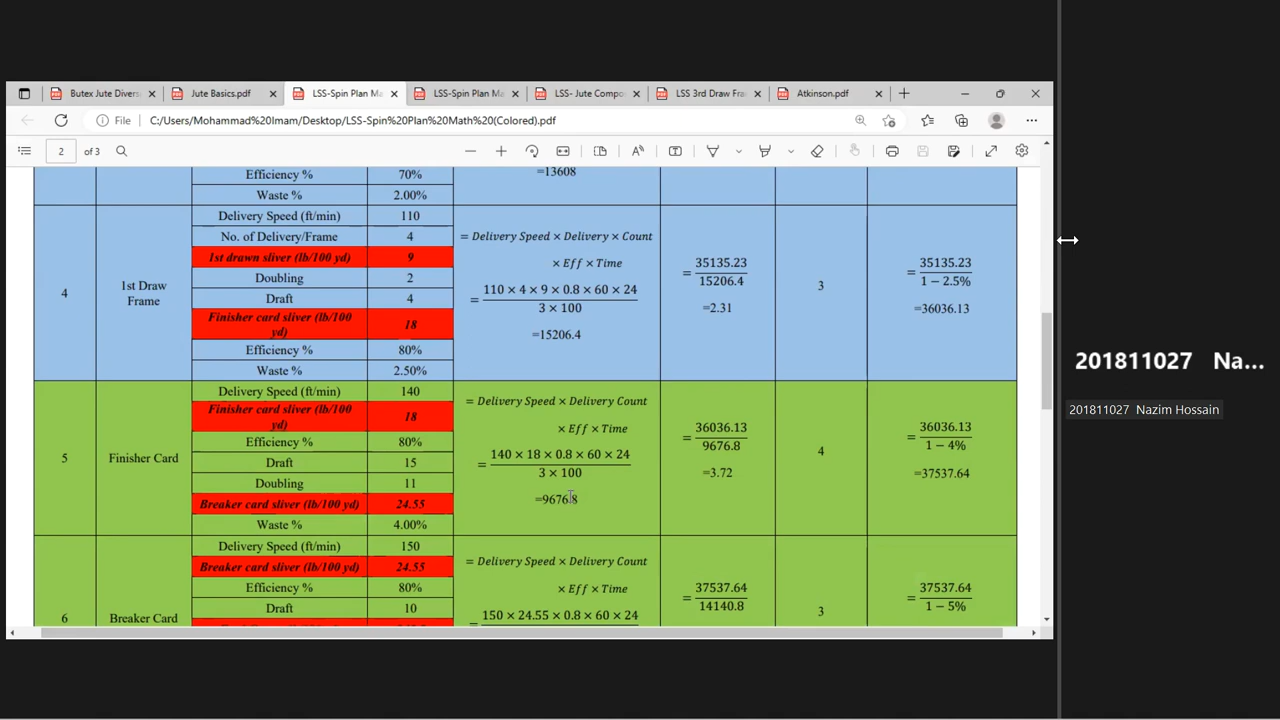 Butex Jute Divers
Jute Basics.pdf
LSS-Spin Plan Ma
LSS-Spin Plan Ma
LSS- Jute Compo
LSS 3rd Draw Fra
Atkinson.pdf
File C:/Users/Mohammad%20Imam/Desktop/LSS-Spin%20Plan%20Math%20(Colored).pdf
2 of 3
Efficiency % 70% =13608
Waste % 2.00%
4
1st Draw
Frame
Delivery Speed (ft/min) 110
No. of Delivery/Frame 4
1st drawn sliver (lb/100 yd) 9
Doubling 2
Draft 4
Finisher card sliver (lb/100
yd) 18
Efficiency % 80%
Waste % 2.50%
= Delivery Speed × Delivery × Count
× Eff × Time
= 110 × 4 × 9 × 0.8 × 60 × 24
3 × 100
=15206.4
= 35135.23
15206.4
=2.31
3
= 35135.23
1 − 2.5%
=36036.13
5
Finisher Card
Delivery Speed (ft/min) 140
Finisher card sliver (lb/100
yd) 18
Efficiency % 80%
Draft 15
Doubling 11
Breaker card sliver (lb/100 yd) 24.55
Waste % 4.00%
= Delivery Speed × Delivery Count
× Eff × Time
= 140 × 18 × 0.8 × 60 × 24
3 × 100
=9676.8
= 36036.13
9676.8
=3.72
4
= 36036.13
1 − 4%
=37537.64
6
Breaker Card
Delivery Speed (ft/min) 150
Breaker card sliver (lb/100 yd) 24.55
Efficiency % 80%
Draft 10
= Delivery Speed × Delivery Count
× Eff × Time
= 150 × 24.55 × 0.8 × 60 × 24
= 37537.64
14140.8
3
= 37537.64
1 − 5%
201811027 Na...
201811027 Nazim Hossain